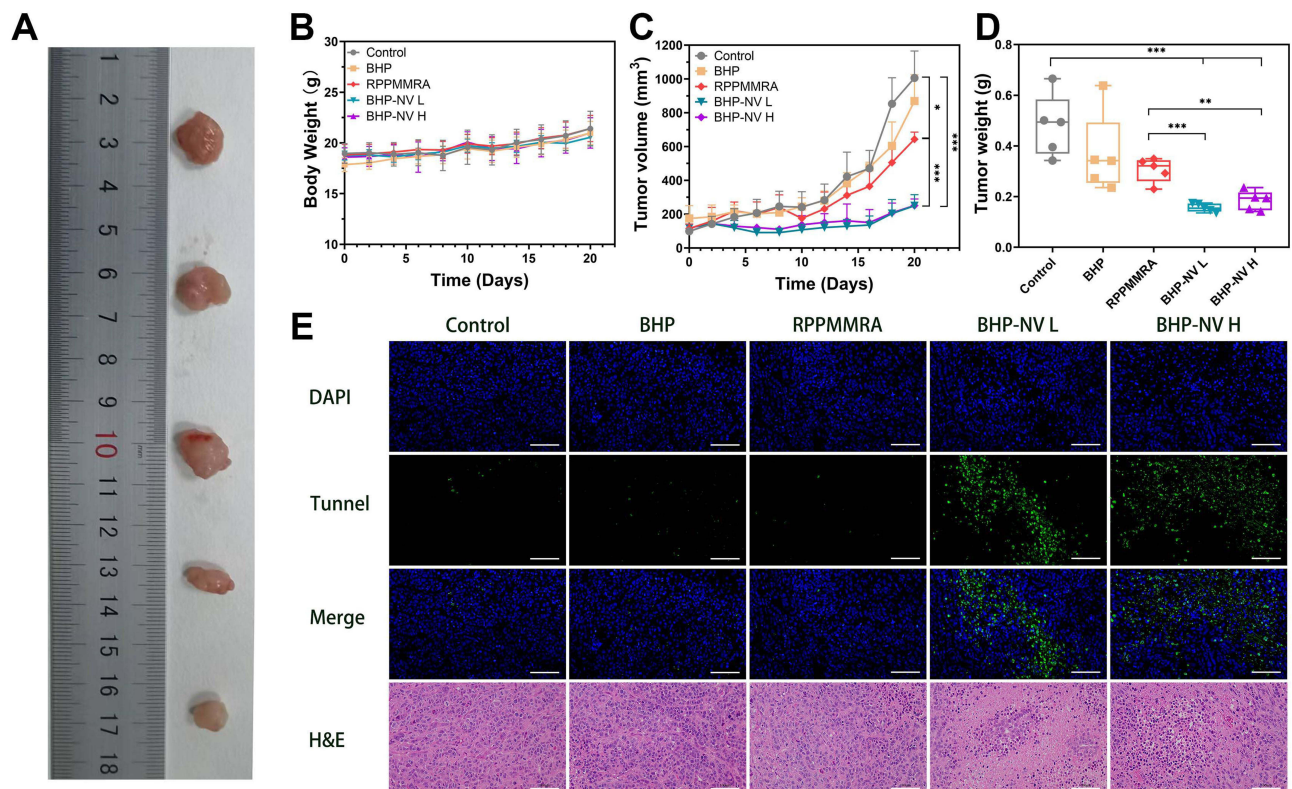 A
1
2
3
4
5
6
7
8
9
10
mm
11
12
13
14
15
16
17
18
B
Body Weight (g)
30
25
20
15
10
Control
BHP
RPPMMRA
BHP-NV L
BHP-NV H
0 5 10 15 20
Time (Days)
C
Tumor volume (mm³)
1200
1000
800
600
400
200
0
Control
BHP
RPPMMRA
BHP-NV L
BHP-NV H
*
***
***
0 5 10 15 20
Time (Days)
D
Tumor weight (g)
0.8
0.6
0.4
0.2
0.0
***
**
***
Control
BHP
RPPMMRA
BHP-NV L
BHP-NV H
E
Control BHP RPPMMRA BHP-NV L BHP-NV H
DAPI
Tunnel
Merge
H&E